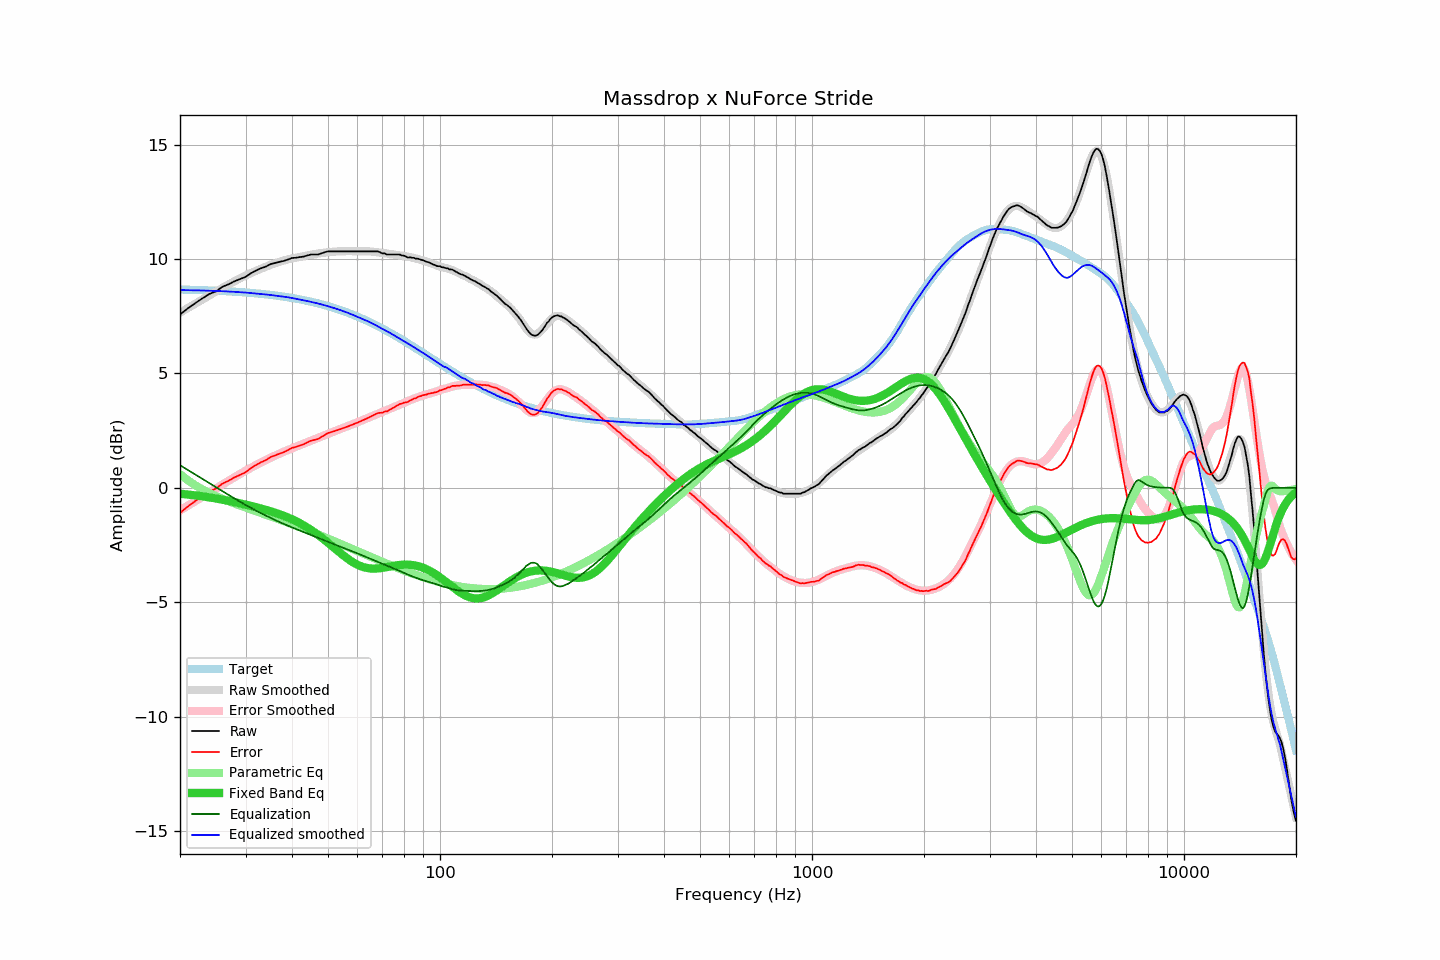 Massdrop x NuForce Stride
15
10
5
0
−5
−10
−15
Amplitude (dBr)
Target
Raw Smoothed
Error Smoothed
Raw
Error
Parametric Eq
Fixed Band Eq
Equalization
Equalized smoothed
100
1000
10000
Frequency (Hz)